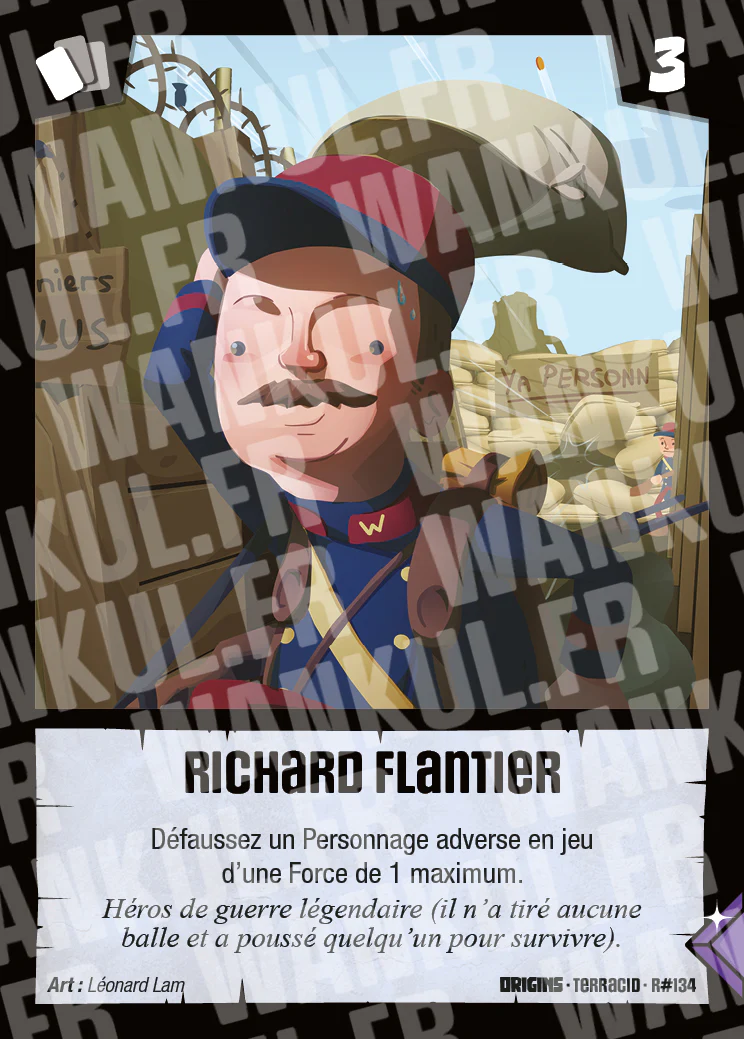 3
niers
LUS
YA PERSONN
W
RICHARD FLANTIER
Défaussez un Personnage adverse en jeu
d'une Force de 1 maximum.
Héros de guerre légendaire (il n'a tiré aucune
balle et a poussé quelqu'un pour survivre).
Art : Léonard Lam
ORIGINS · TERRACID · R#134
WANKUL.FR